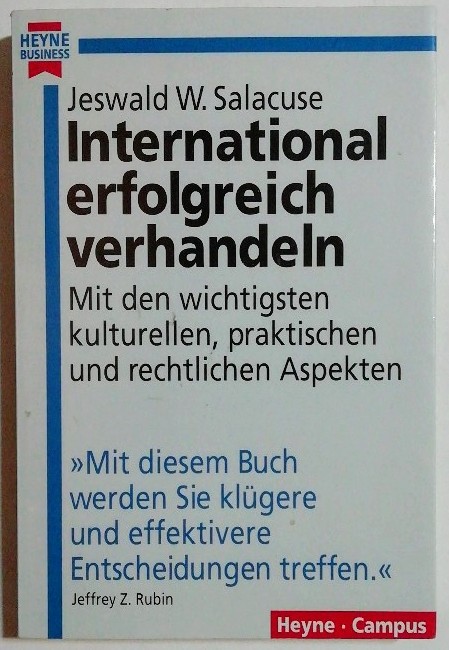 HEYNE
BUSINESS
Jeswald W. Salacuse
International
erfolgreich
verhandeln
Mit den wichtigsten
kulturellen, praktischen
und rechtlichen Aspekten
»Mit diesem Buch
werden Sie klügere
und effektivere
Entscheidungen treffen.«
Jeffrey Z. Rubin
Heyne · Campus